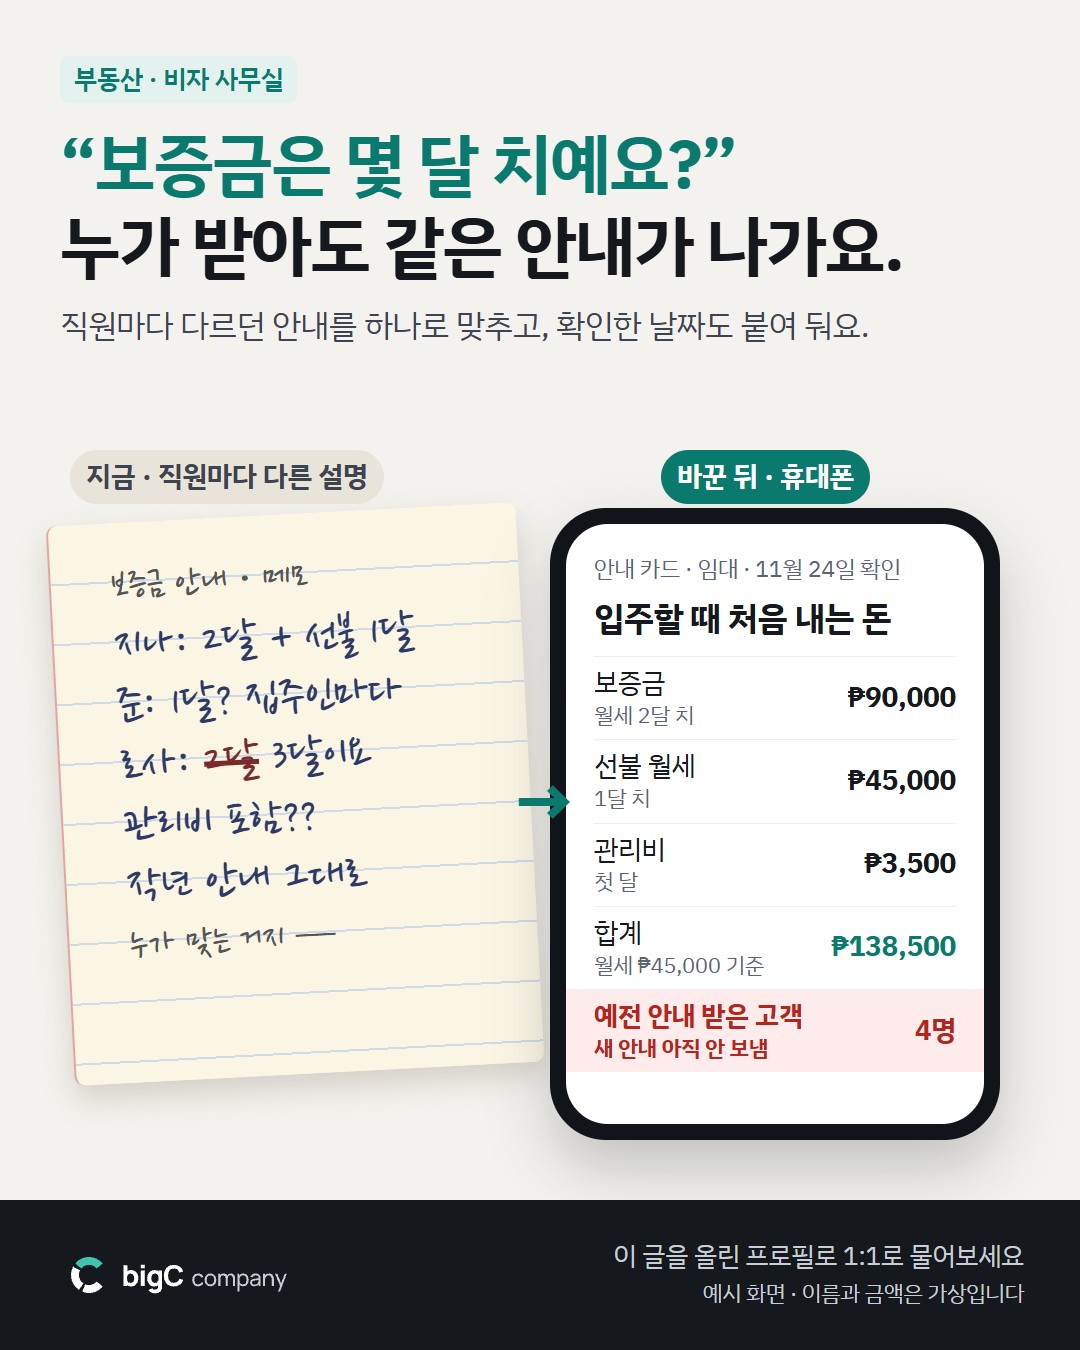 부동산 · 비자 사무실
“보증금은 몇 달 치예요?”
누가 받아도 같은 안내가 나가요.
직원마다 다르던 안내를 하나로 맞추고, 확인한 날짜도 붙여 둬요.
지금 · 직원마다 다른 설명
보증금 안내 · 메모
지나: 2달 + 선불 1달
준: 1달? 집주인마다
로사: 2달 3달이요
관리비 포함??
작년 안내 그대로
누가 맞는 거지 —
바꾼 뒤 · 휴대폰
안내 카드 · 임대 · 11월 24일 확인
입주할 때 처음 내는 돈
보증금 ₱90,000
월세 2달 치
선불 월세 ₱45,000
1달 치
관리비 ₱3,500
첫 달
합계 ₱138,500
월세 ₱45,000 기준
예전 안내 받은 고객 4명
새 안내 아직 안 보냄
bigC company
이 글을 올린 프로필로 1:1로 물어보세요
예시 화면 · 이름과 금액은 가상입니다